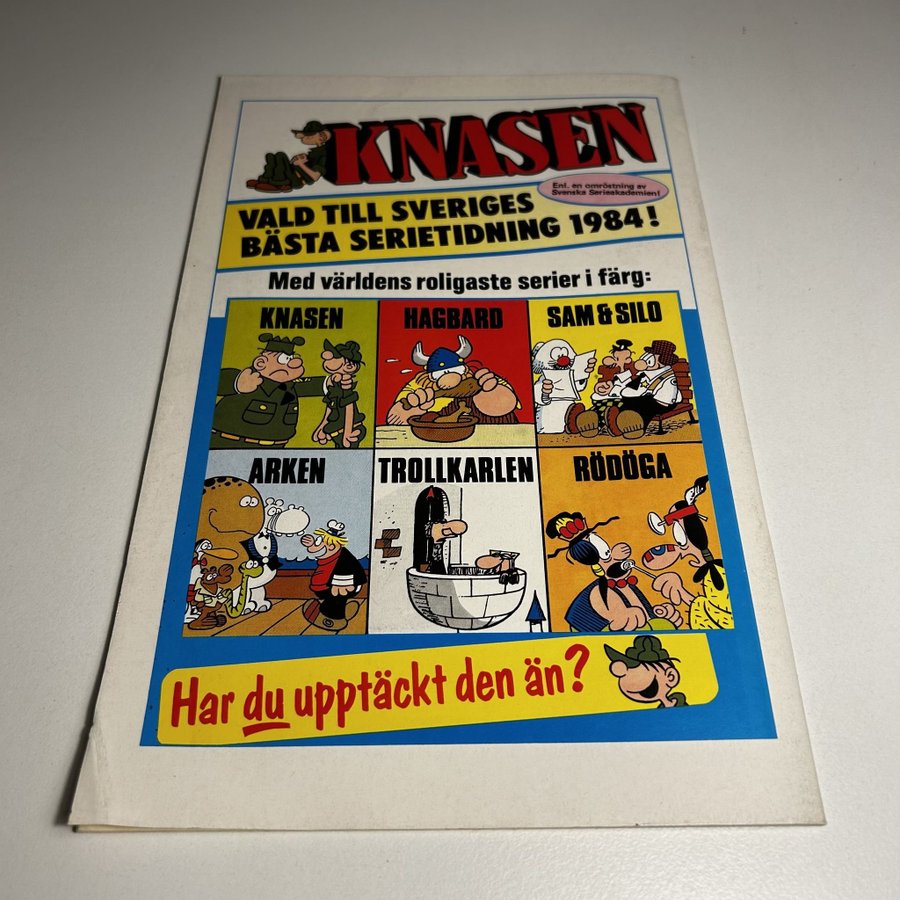 KNASEN
Enl. en omröstning av
Svenska Serieakademien!
VALD TILL SVERIGES
BÄSTA SERIETIDNING 1984!
Med världens roligaste serier i färg:
KNASEN
HAGBARD
SAM & SILO
ARKEN
TROLLKARLEN
RÖDÖGA
Har du upptäckt den än?